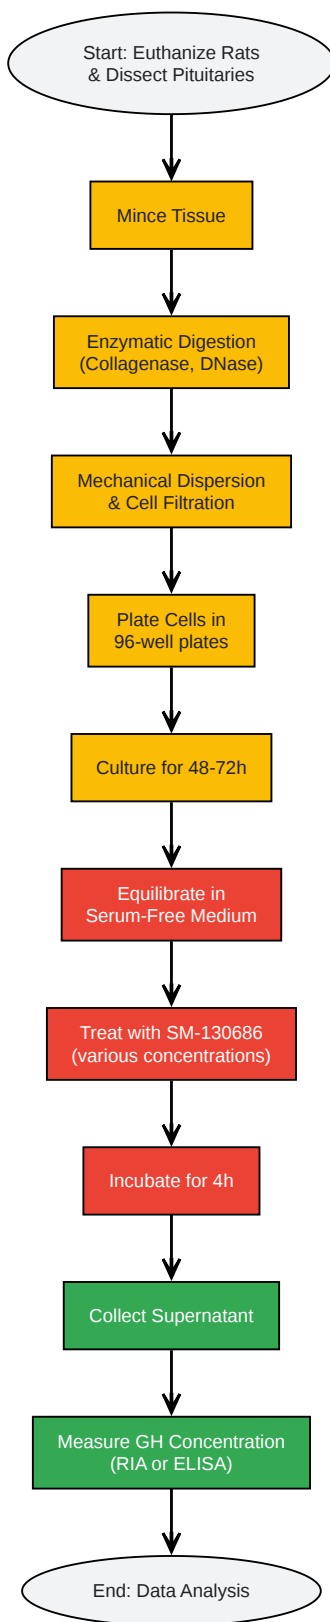 Start: Euthanize Rats
& Dissect Pituitaries
Mince Tissue
Enzymatic Digestion
(Collagenase, DNase)
Mechanical Dispersion
& Cell Filtration
Plate Cells in
96-well plates
Culture for 48-72h
Equilibrate in
Serum-Free Medium
Treat with SM-130686
(various concentrations)
Incubate for 4h
Collect Supernatant
Measure GH Concentration
(RIA or ELISA)
End: Data Analysis